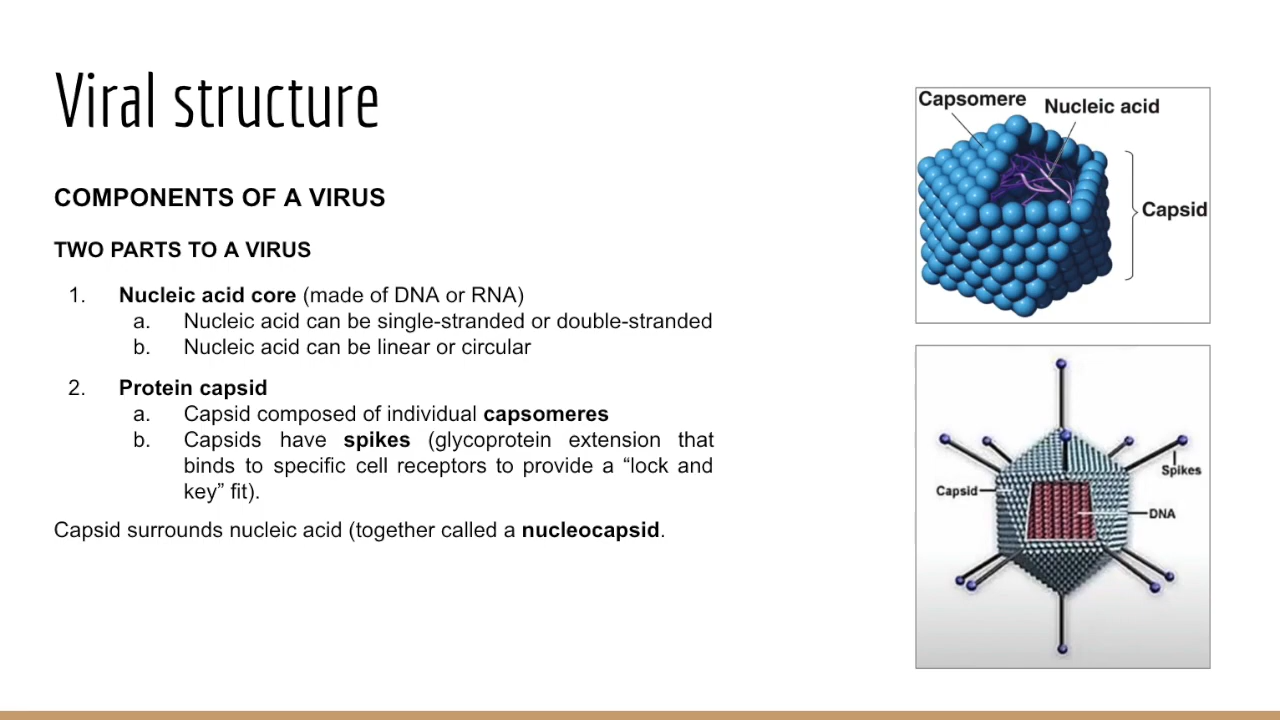 Viral structure
COMPONENTS OF A VIRUS
TWO PARTS TO A VIRUS
1. Nucleic acid core (made of DNA or RNA)
a. Nucleic acid can be single-stranded or double-stranded
b. Nucleic acid can be linear or circular
2. Protein capsid
a. Capsid composed of individual capsomeres
b. Capsids have spikes (glycoprotein extension that
binds to specific cell receptors to provide a “lock and
key” fit).
Capsid surrounds nucleic acid (together called a nucleocapsid.
Capsomere
Nucleic acid
Capsid
Spikes
Capsid
DNA